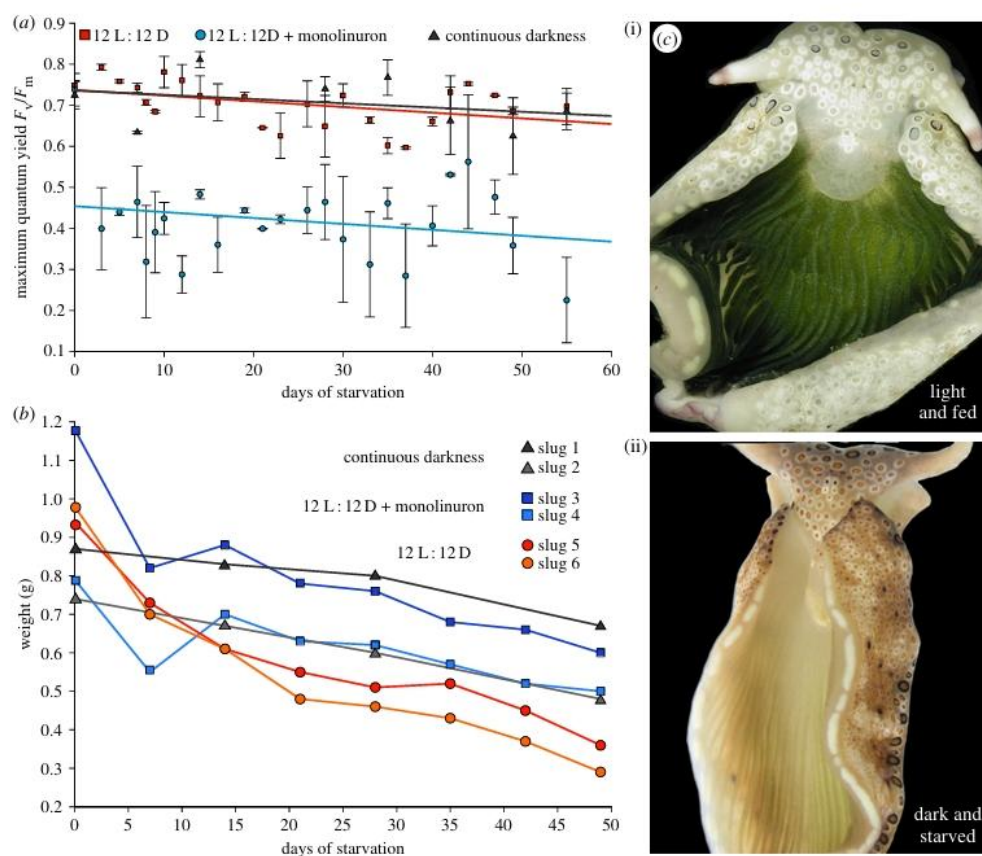 (a)
12 L : 12 D
12 L : 12D + monolinuron
continuous darkness
0.9
0.8
0.7
0.6
0.5
0.4
0.3
0.2
0.1
maximum quantum yield Fv/Fm
0
10
20
30
40
50
60
days of starvation
(b)
1.2
1.1
1.0
0.9
0.8
0.7
0.6
0.5
0.4
0.3
0.2
weight (g)
continuous darkness
slug 1
slug 2
12 L : 12D + monolinuron
slug 3
slug 4
12 L : 12D
slug 5
slug 6
0
5
10
15
20
25
30
35
40
45
50
days of starvation
(i)
(c)
light
and fed
(ii)
dark and
starved